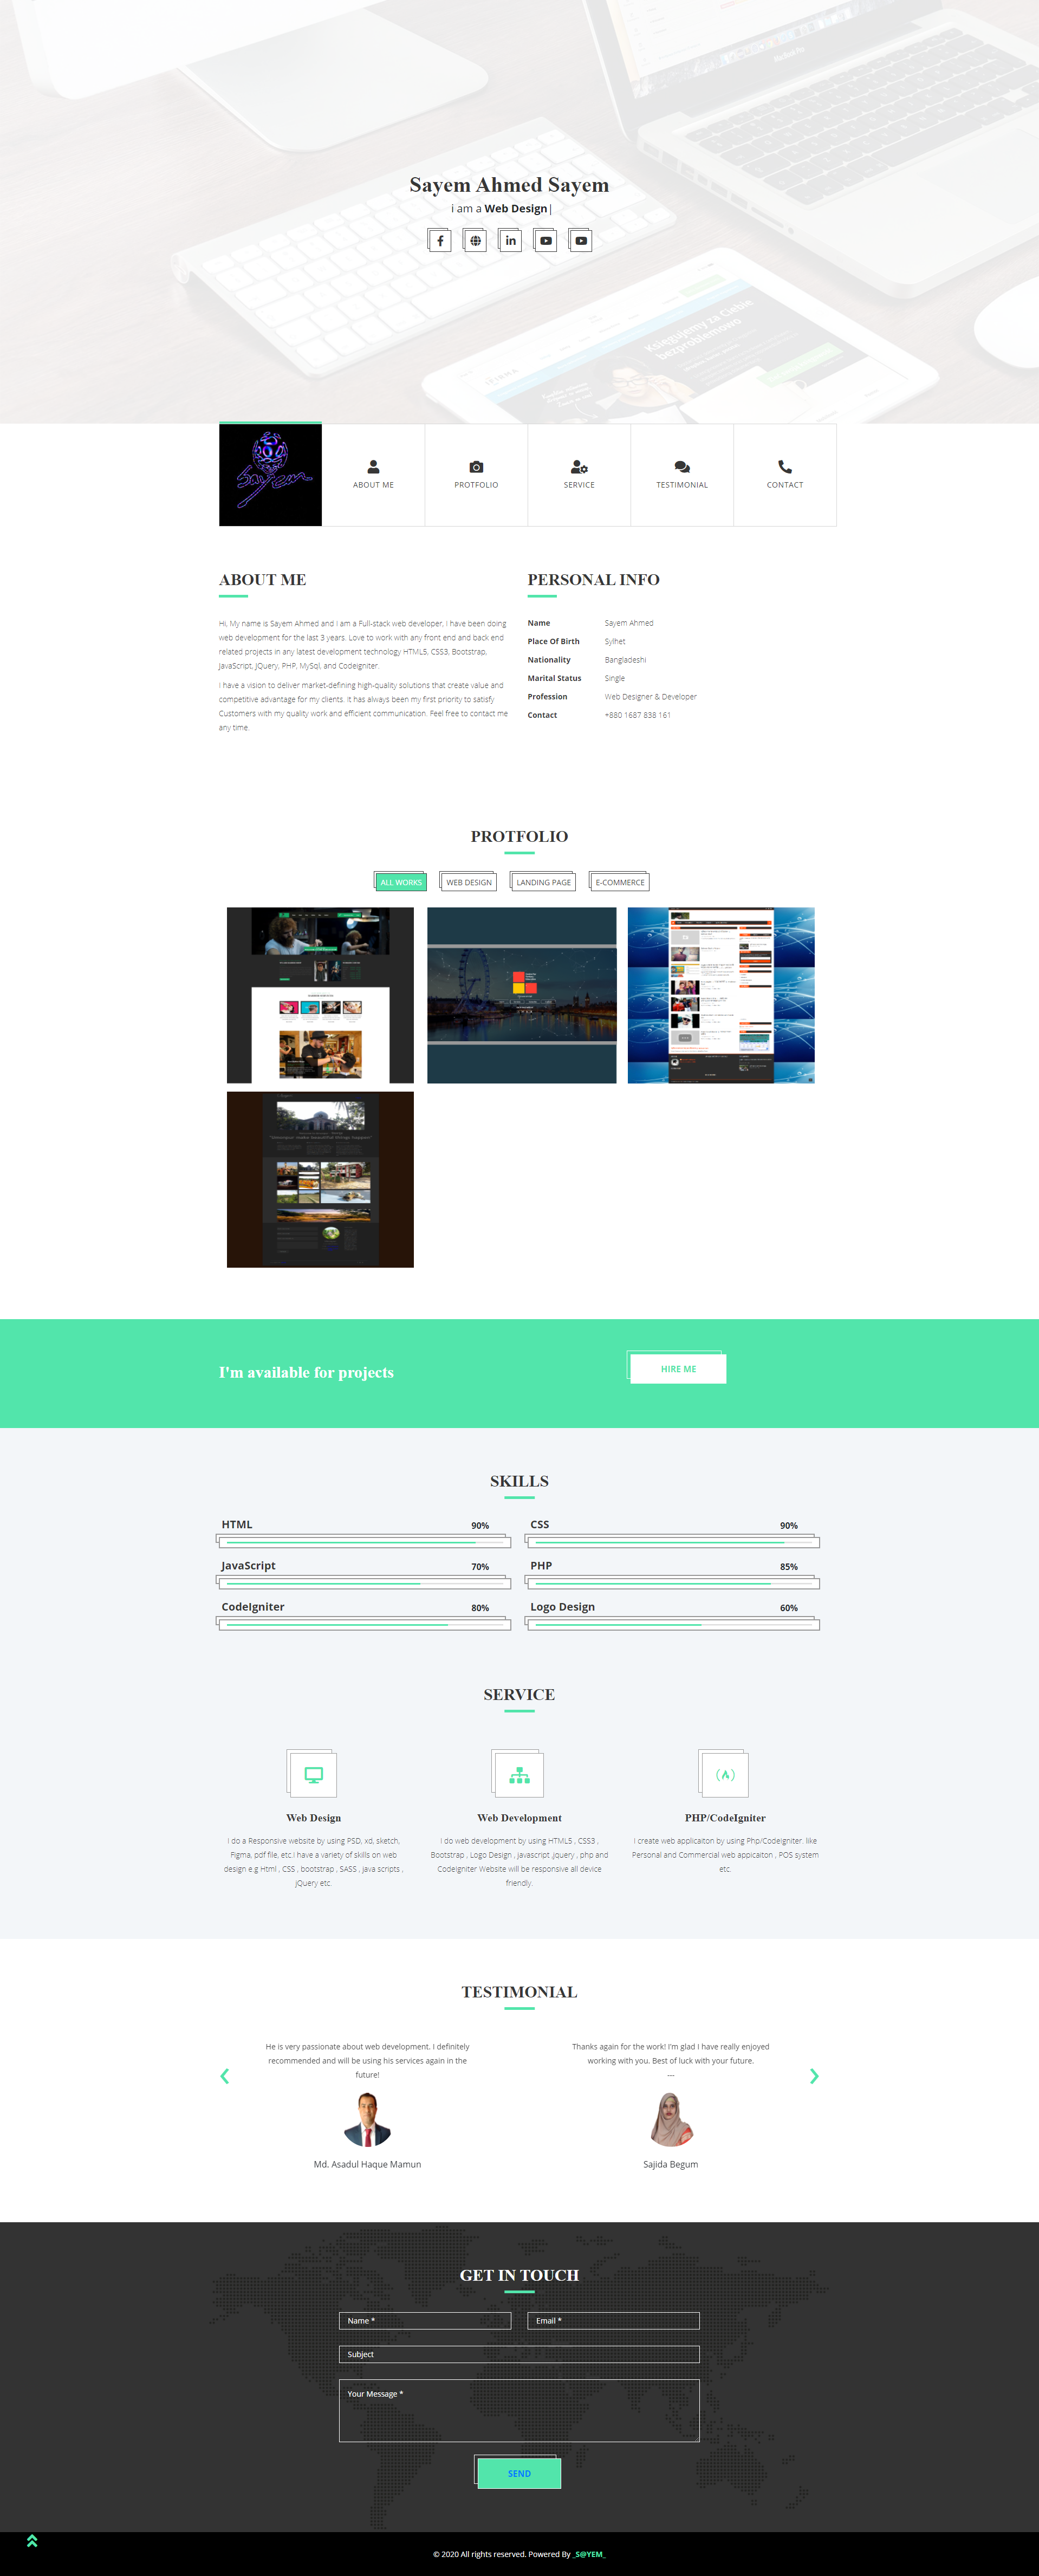 MacBook Pro
Księgujemy za Ciebie
bezproblemowo
Sayem Ahmed Sayem
i am a Web Design|
Sayem
ABOUT ME
PROTFOLIO
SERVICE
TESTIMONIAL
CONTACT
ABOUT ME
Hi, My name is Sayem Ahmed and I am a Full-stack web developer, I have been doing
web development for the last 3 years. Love to work with any front end and back end
related projects in any latest development technology HTML5, CSS3, Bootstrap,
JavaScript, JQuery, PHP, MySql, and Codeigniter.
I have a vision to deliver market-defining high-quality solutions that create value and
competitive advantage for my clients. It has always been my first priority to satisfy
Customers with my quality work and efficient communication. Feel free to contact me
any time.
PERSONAL INFO
Name Sayem Ahmed
Place Of Birth Sylhet
Nationality Bangladeshi
Marital Status Single
Profession Web Designer & Developer
Contact +880 1687 838 161
PROTFOLIO
ALL WORKS
WEB DESIGN
LANDING PAGE
E-COMMERCE
I'm available for projects
HIRE ME
SKILLS
HTML 90%
CSS 90%
JavaScript 70%
PHP 85%
CodeIgniter 80%
Logo Design 60%
SERVICE
Web Design
I do a Responsive website by using PSD, xd, sketch,
Figma, pdf file, etc.I have a variety of skills on web
design e.g Html , CSS , bootstrap , SASS , java scripts ,
jQuery etc.
Web Development
I do web development by using HTML5 , CSS3 ,
Bootstrap , Logo Design , javascript ,jquery , php and
CodeIgniter Website will be responsive all device
friendly.
PHP/CodeIgniter
I create web applicaiton by using Php/CodeIgniter. like
Personal and Commercial web appicaiton , POS system
etc.
TESTIMONIAL
He is very passionate about web development. I definitely
recommended and will be using his services again in the
future!
Md. Asadul Haque Mamun
Thanks again for the work! I'm glad I have really enjoyed
working with you. Best of luck with your future.
---
Sajida Begum
GET IN TOUCH
Name *
Email *
Subject
Your Message *
SEND
© 2020 All rights reserved. Powered By _S@YEM_